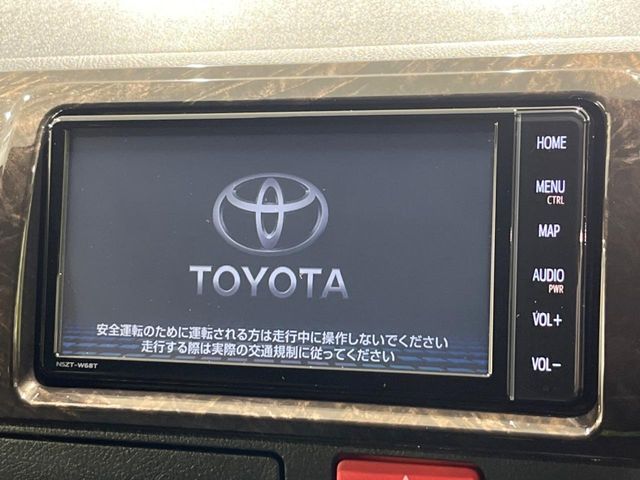 TOYOTA
安全運転のために運転される方は走行中に操作しないでください
走行する際は実際の交通規制に従ってください
NSZT-W68T
HOME
MENU
CTRL
MAP
AUDIO
PWR
VOL+
VOL−